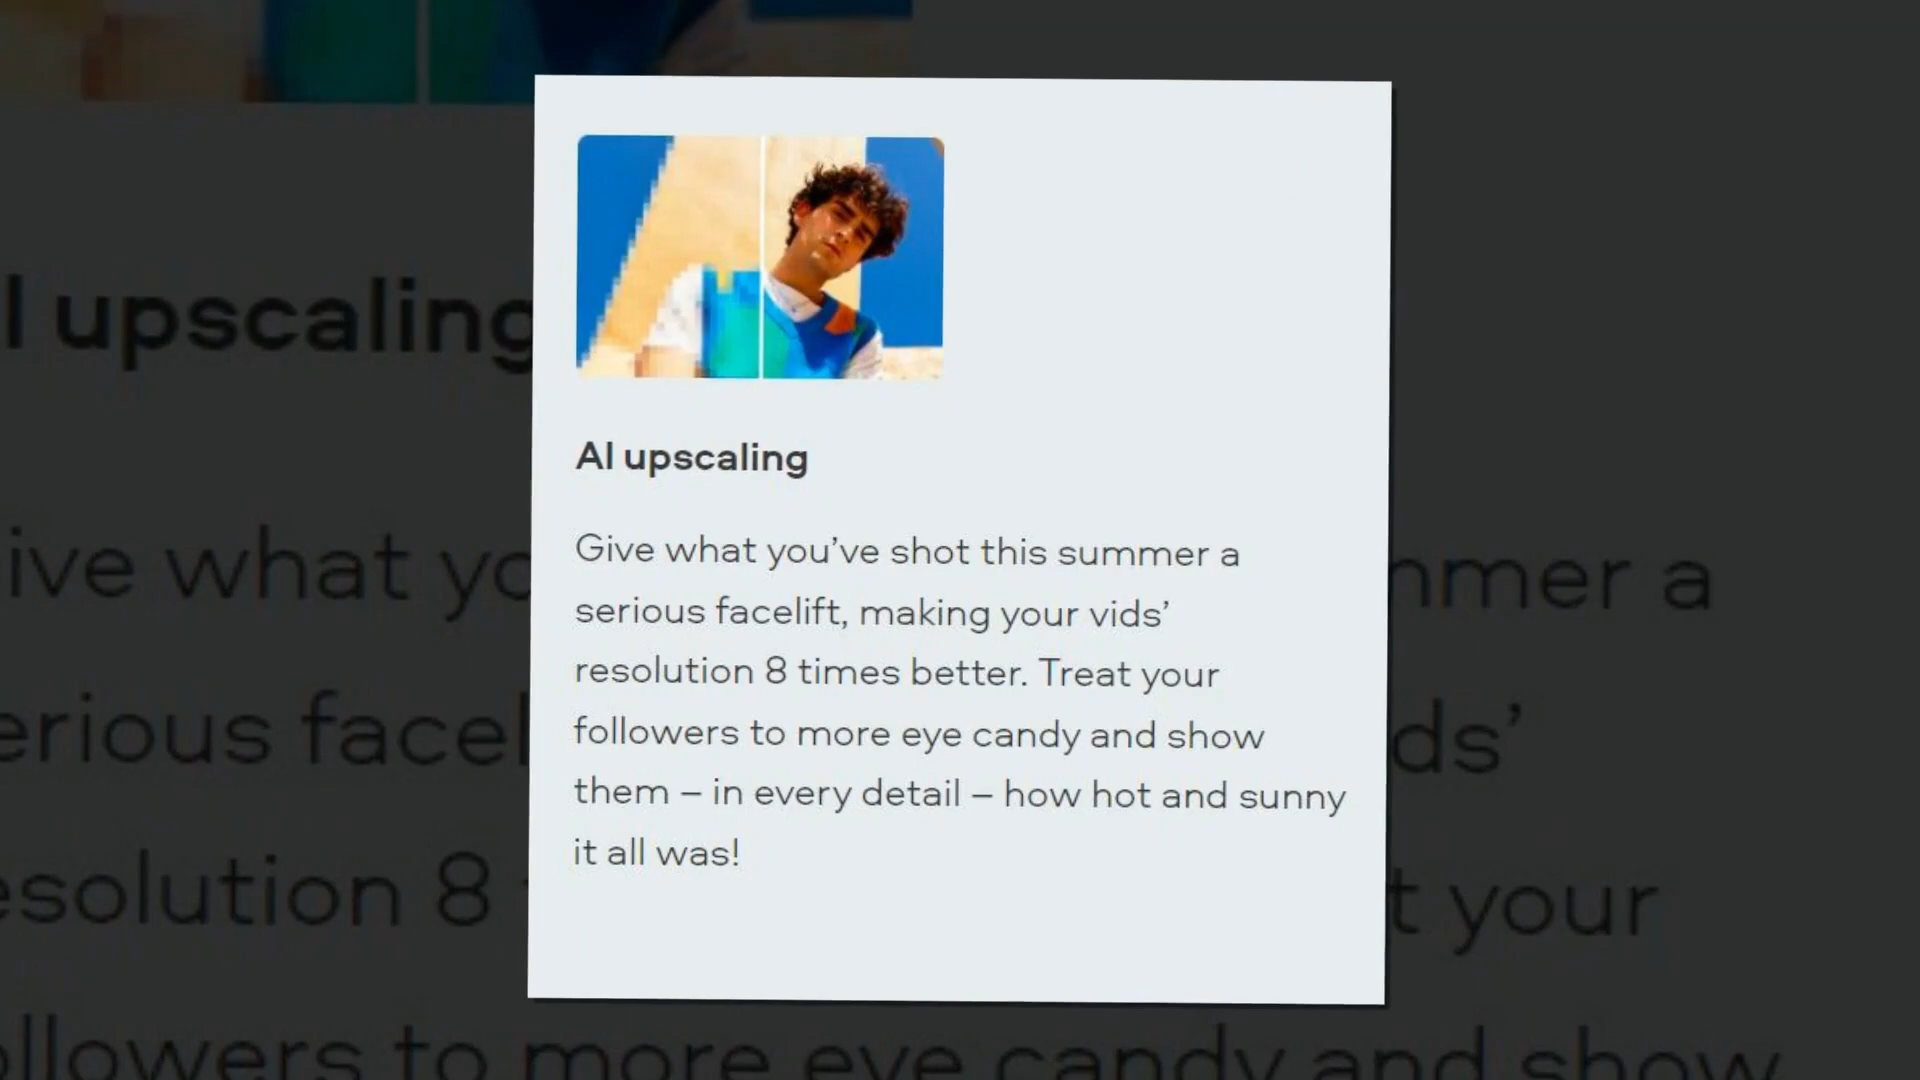 AI upscaling
Give what you've shot this summer a
serious facelift, making your vids'
resolution 8 times better. Treat your
followers to more eye candy and show
them – in every detail – how hot and sunny
it all was!